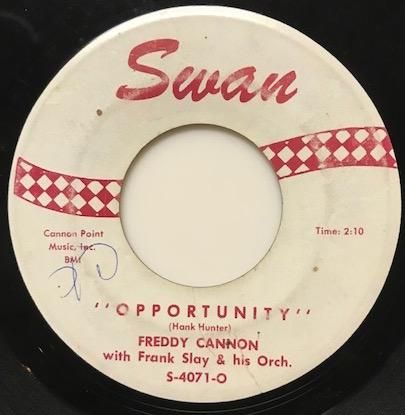 Swan
Cannon Point
Music, Inc.
BMI
Time: 2:10
"OPPORTUNITY"
(Hank Hunter)
FREDDY CANNON
with Frank Slay & his Orch.
S-4071-O